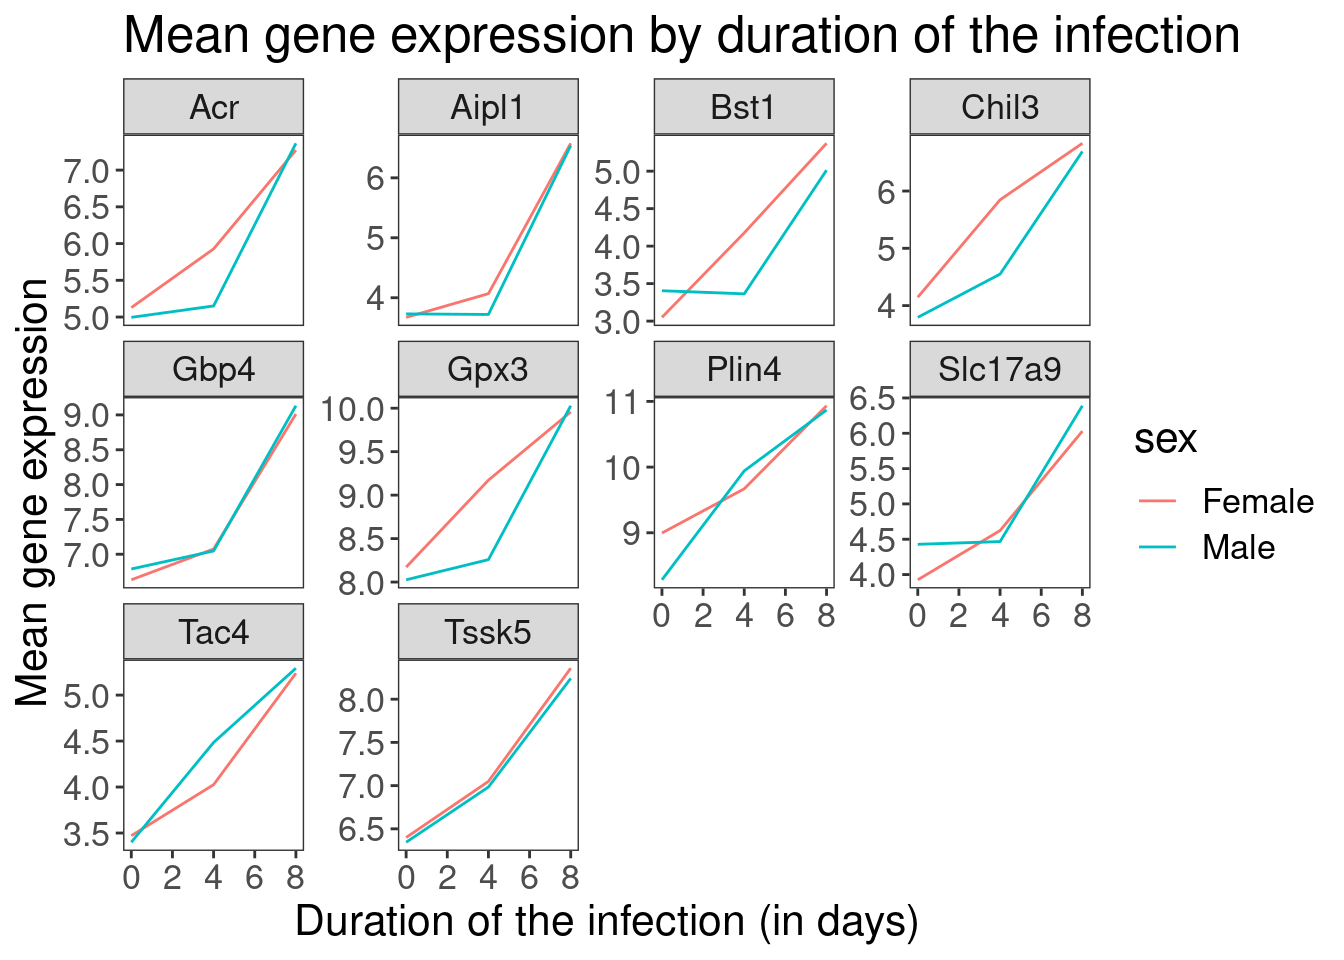 Mean gene expression by duration of the infection
Acr Aipl1 Bst1 Chil3
7.0 6.5 6.0 5.5 5.0
6 5 4
5.0 4.5 4.0 3.5 3.0
6 5 4
Gbp4 Gpx3 Plin4 Slc17a9
9.0 8.5 8.0 7.5 7.0
10.0 9.5 9.0 8.5 8.0
11 10 9
6.5 6.0 5.5 5.0 4.5 4.0
0 2 4 6 8 0 2 4 6 8
Tac4 Tssk5
5.0 4.5 4.0 3.5
8.0 7.5 7.0 6.5
0 2 4 6 8 0 2 4 6 8
Duration of the infection (in days)
Mean gene expression
sex
Female
Male